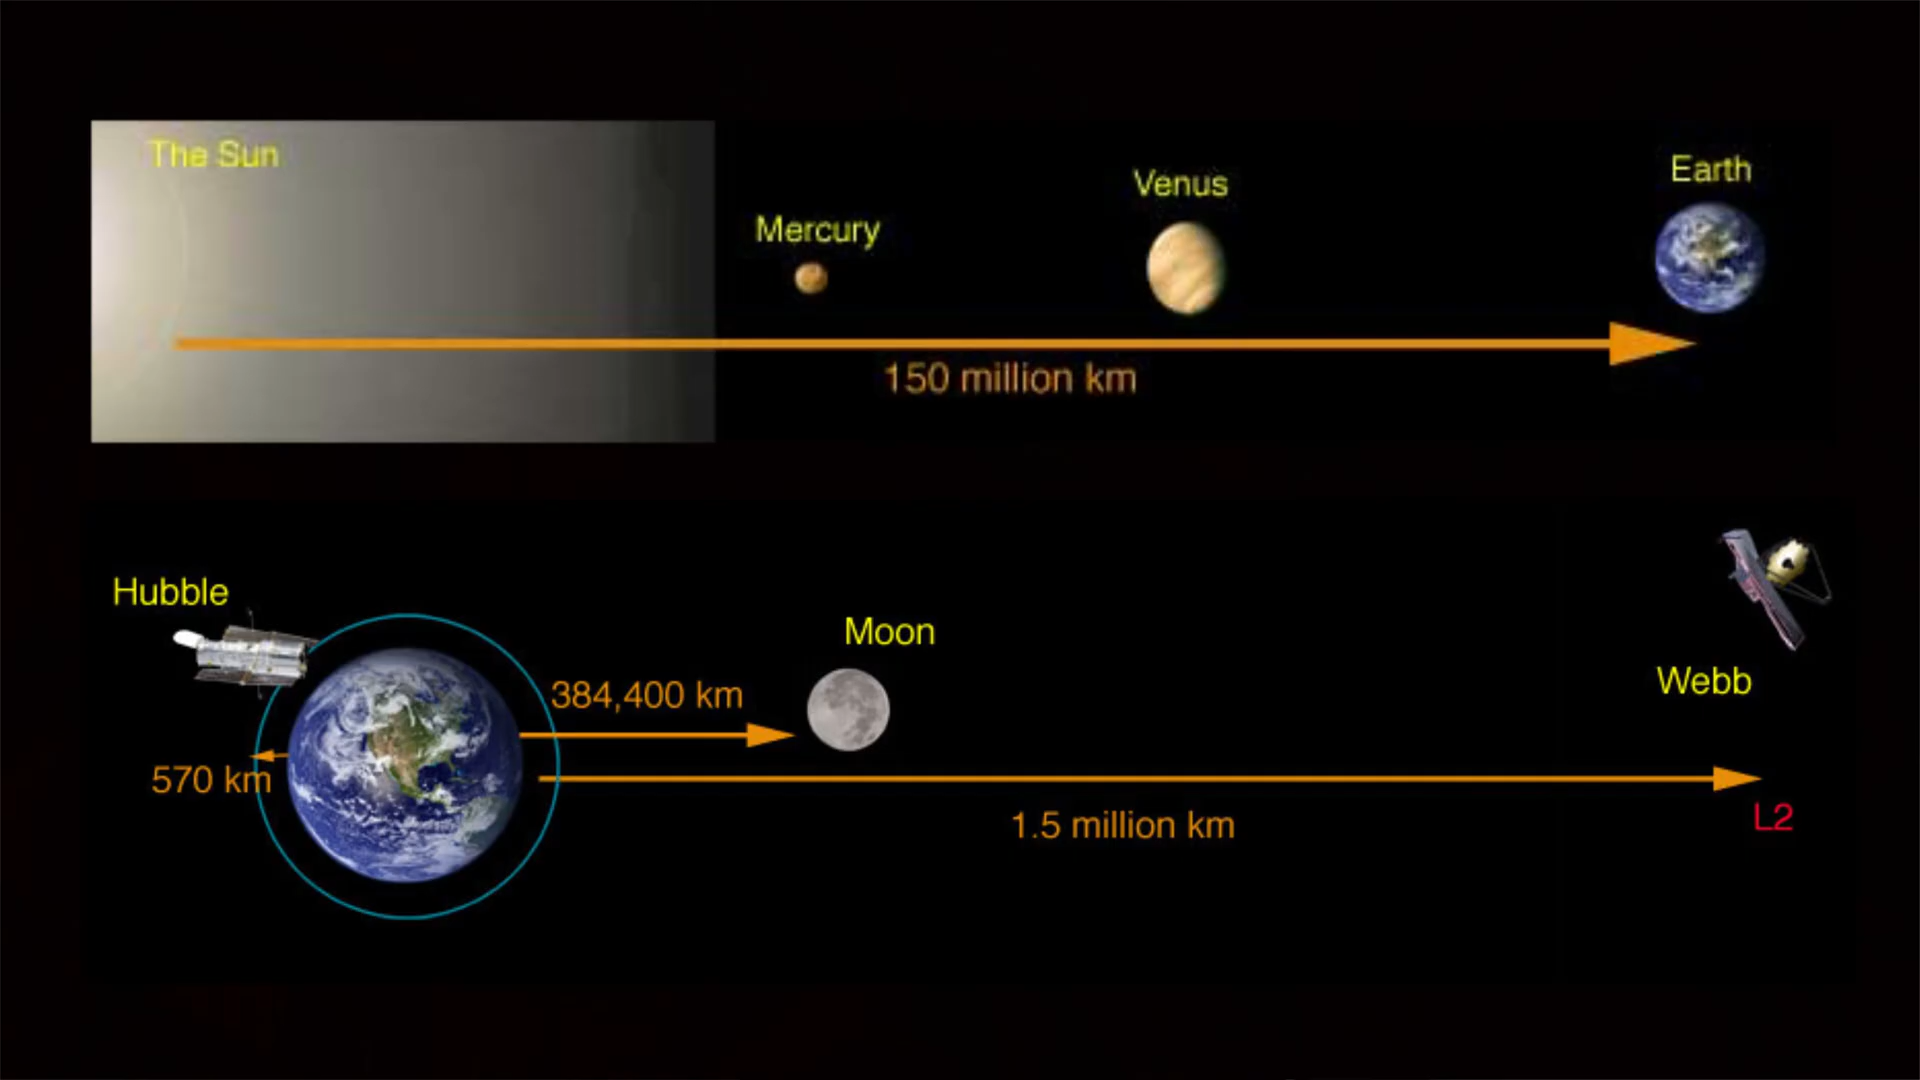 The Sun
Mercury
Venus
Earth
150 million km
Hubble
Moon
384,400 km
570 km
Webb
1.5 million km
L2